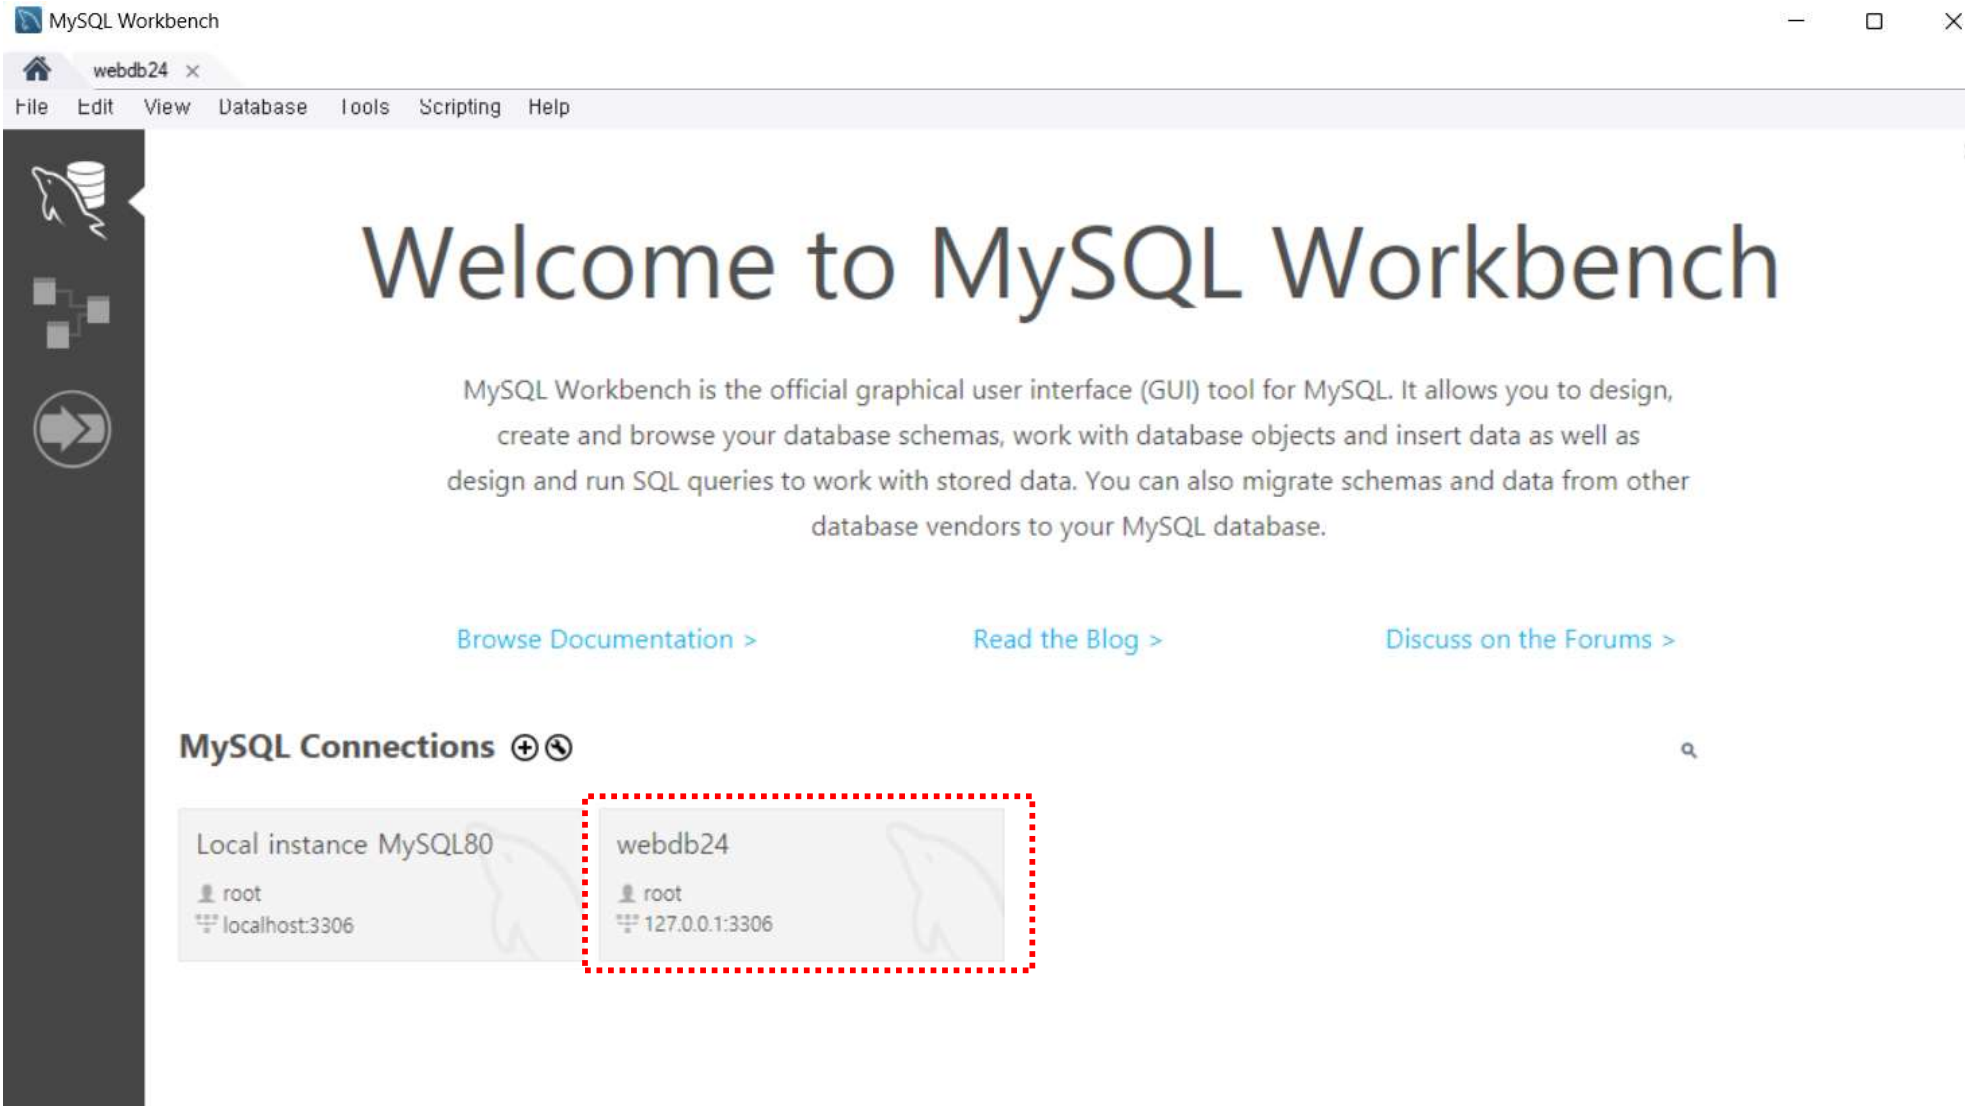 MySQL Workbench
webdb24
File Edit View Database Tools Scripting Help
Welcome to MySQL Workbench
MySQL Workbench is the official graphical user interface (GUI) tool for MySQL. It allows you to design,
create and browse your database schemas, work with database objects and insert data as well as
design and run SQL queries to work with stored data. You can also migrate schemas and data from other
database vendors to your MySQL database.
Browse Documentation > Read the Blog > Discuss on the Forums >
MySQL Connections
Local instance MySQL80
root
localhost:3306
webdb24
root
127.0.0.1:3306